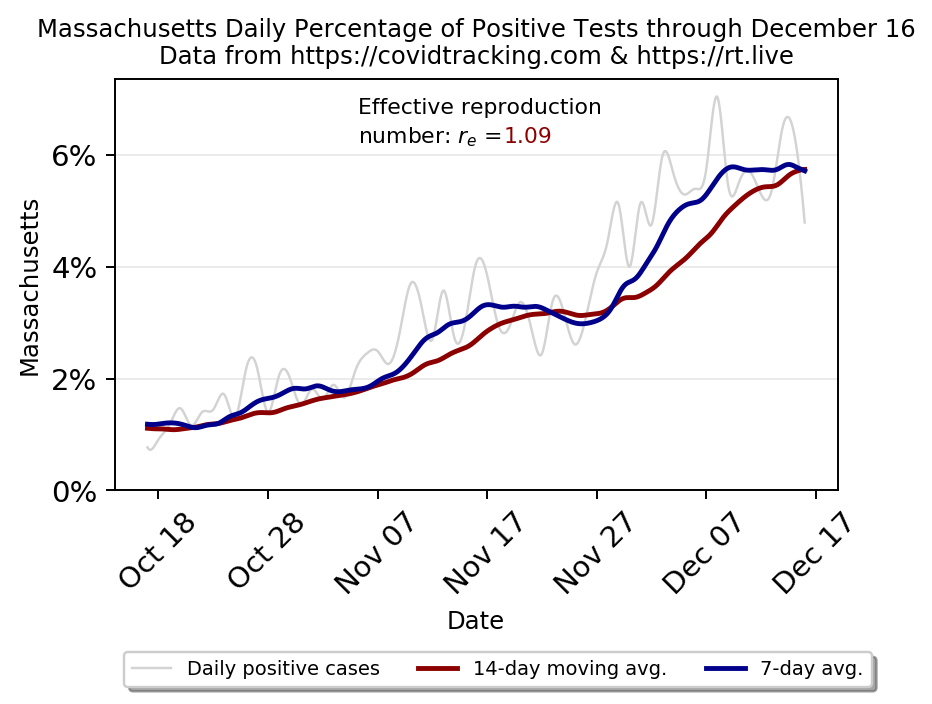 Massachusetts Daily Percentage of Positive Tests through December 16
Data from https://covidtracking.com & https://rt.live
Effective reproduction
number: rₑ =1.09
Massachusetts
6%
4%
2%
0%
Oct 18
Oct 28
Nov 07
Nov 17
Nov 27
Dec 07
Dec 17
Date
Daily positive cases
14-day moving avg.
7-day avg.